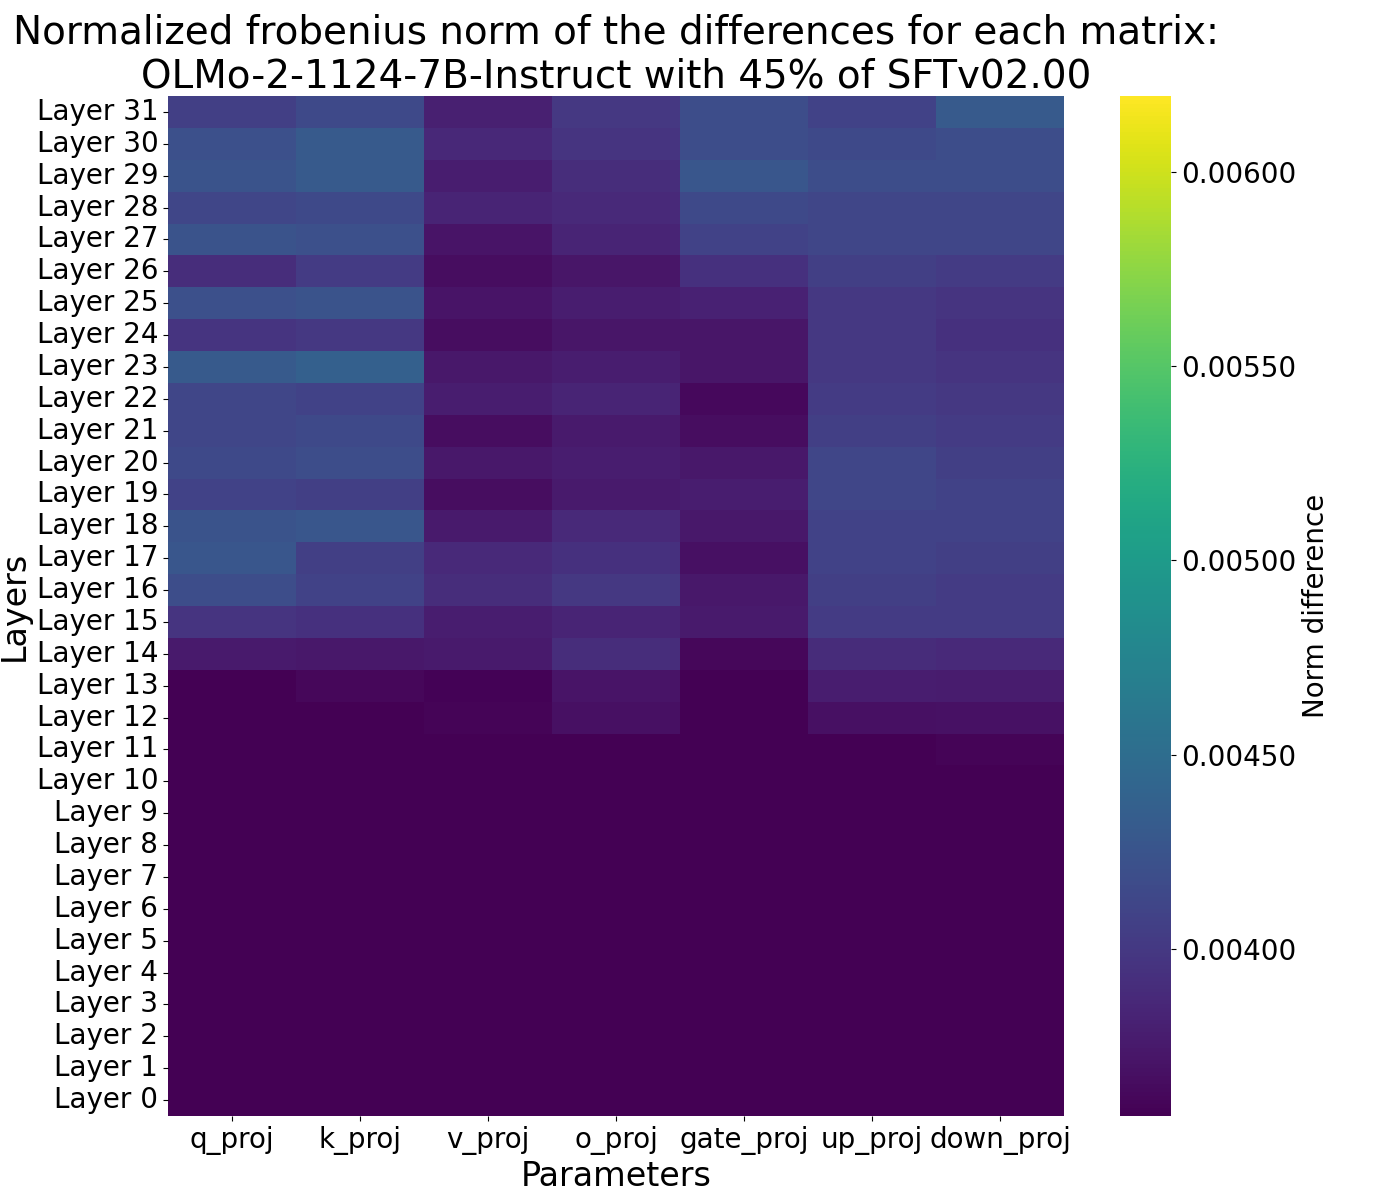 Normalized frobenius norm of the differences for each matrix:
OLMo-2-1124-7B-Instruct with 45% of SFTv02.00
Layers
Layer 31
Layer 30
Layer 29
Layer 28
Layer 27
Layer 26
Layer 25
Layer 24
Layer 23
Layer 22
Layer 21
Layer 20
Layer 19
Layer 18
Layer 17
Layer 16
Layer 15
Layer 14
Layer 13
Layer 12
Layer 11
Layer 10
Layer 9
Layer 8
Layer 7
Layer 6
Layer 5
Layer 4
Layer 3
Layer 2
Layer 1
Layer 0
q_proj k_proj v_proj o_proj gate_proj up_proj down_proj
Parameters
0.00600
0.00550
0.00500
0.00450
0.00400
Norm difference